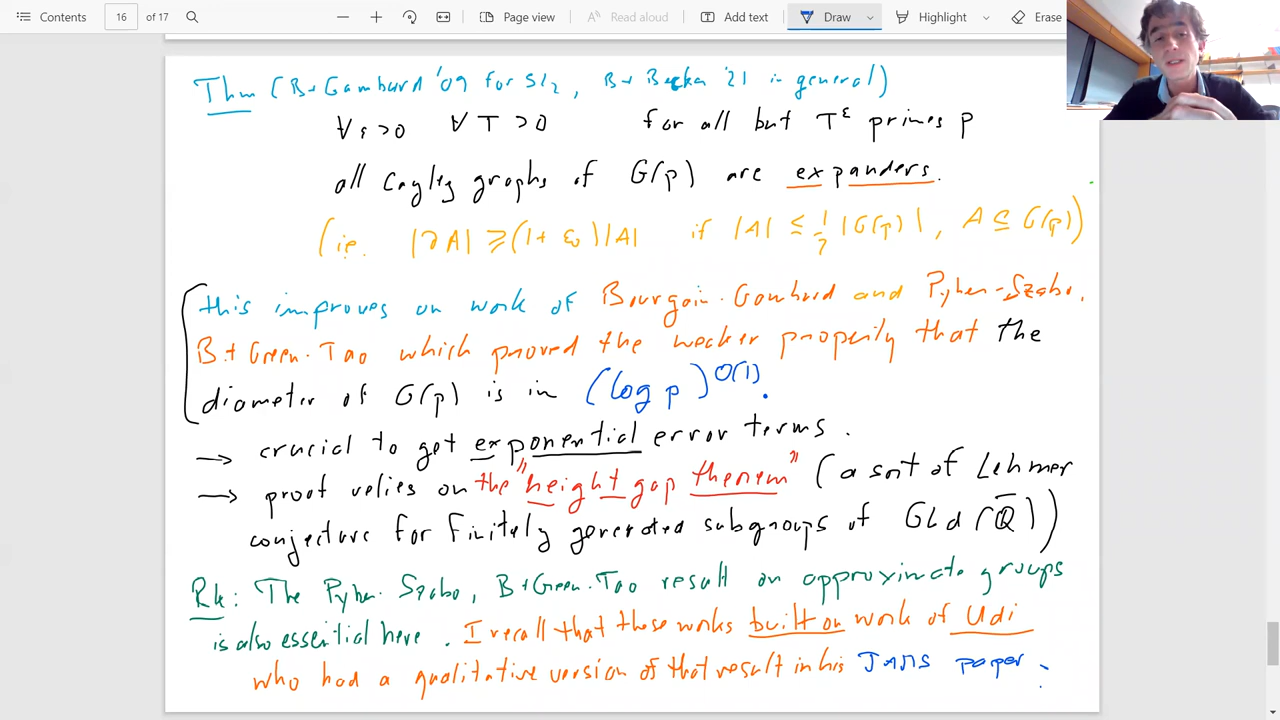 Contents 16 of 17 Page view Read aloud Add text Draw Highlight Erase
Thm (B+Gamburd '09 for SL2, B+Becker '21 in general)
∀ε>0 ∀T>0 for all but T^ε primes p
all Cayley graphs of G(p) are expanders.
(i.e. |∂A| ≥ (1+ε₀)|A| if |A| ≤ 1/2 |G(p)|, A ⊆ G(p))
this improves on work of Bourgain-Gamburd and Pyber-Szabo,
B+Green-Tao which proved the weaker property that the
diameter of G(p) is in (log p)^O(1).
→ crucial to get exponential error terms.
→ proof relies on the "height gap theorem" (a sort of Lehmer
conjecture for finitely generated subgroups of GLd(Q̄))
Rk: The Pyber-Szabo, B+Green-Tao result on approximate groups
is also essential here. I recall that these works built on work of Udi
who had a qualitative version of that result in his JAMS paper.